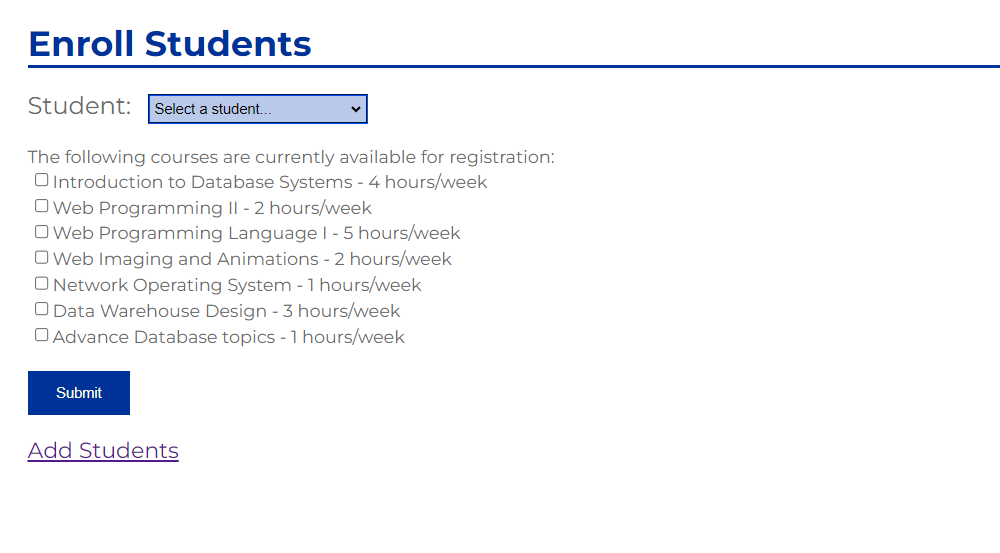 Enroll Students
Student: Select a student...
The following courses are currently available for registration:
Introduction to Database Systems - 4 hours/week
Web Programming II - 2 hours/week
Web Programming Language I - 5 hours/week
Web Imaging and Animations - 2 hours/week
Network Operating System - 1 hours/week
Data Warehouse Design - 3 hours/week
Advance Database topics - 1 hours/week
Submit
Add Students